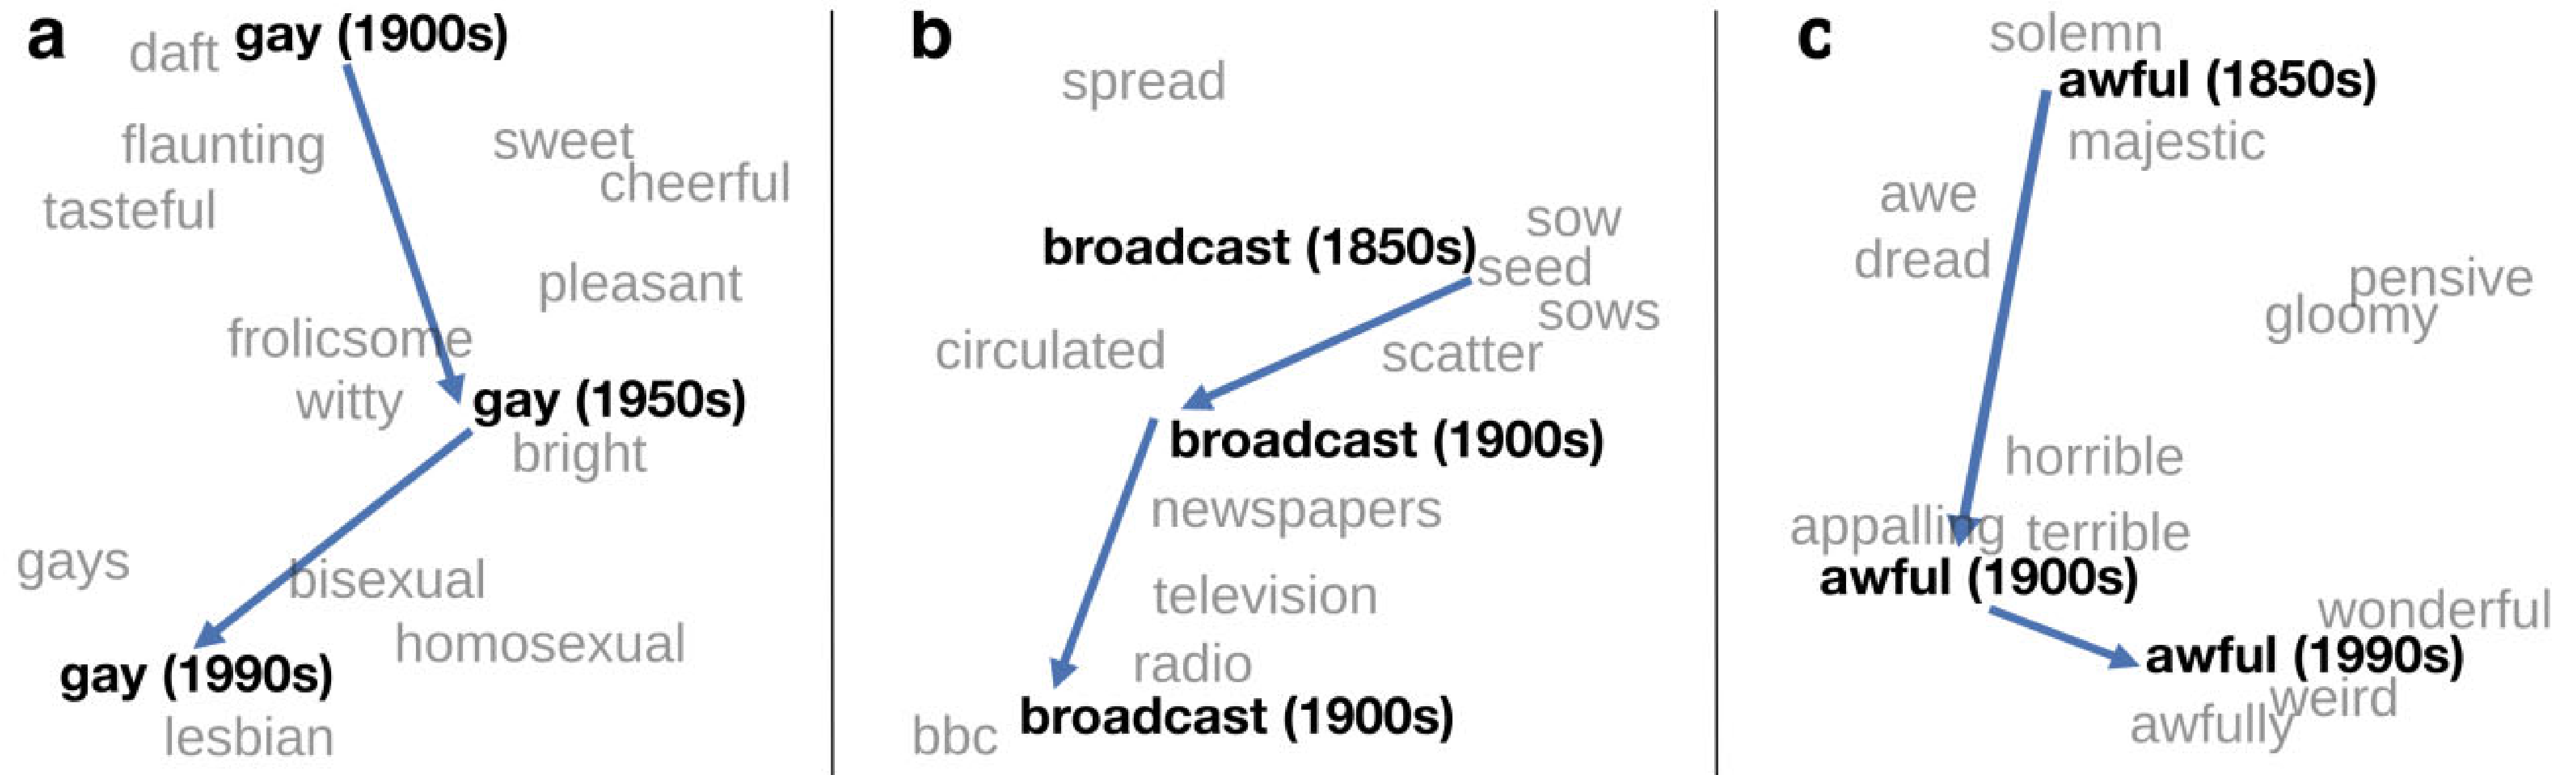 a
daft gay (1900s)
flaunting
sweet
cheerful
tasteful
pleasant
frolicsome
witty
gay (1950s)
bright
gays
bisexual
homosexual
gay (1990s)
lesbian
b
spread
broadcast (1850s)
sow
seed
sows
circulated
scatter
broadcast (1900s)
newspapers
television
radio
broadcast (1900s)
bbc
c
solemn
awful (1850s)
majestic
awe
dread
pensive
gloomy
horrible
appalling terrible
awful (1900s)
wonderful
awful (1990s)
weird
awfully